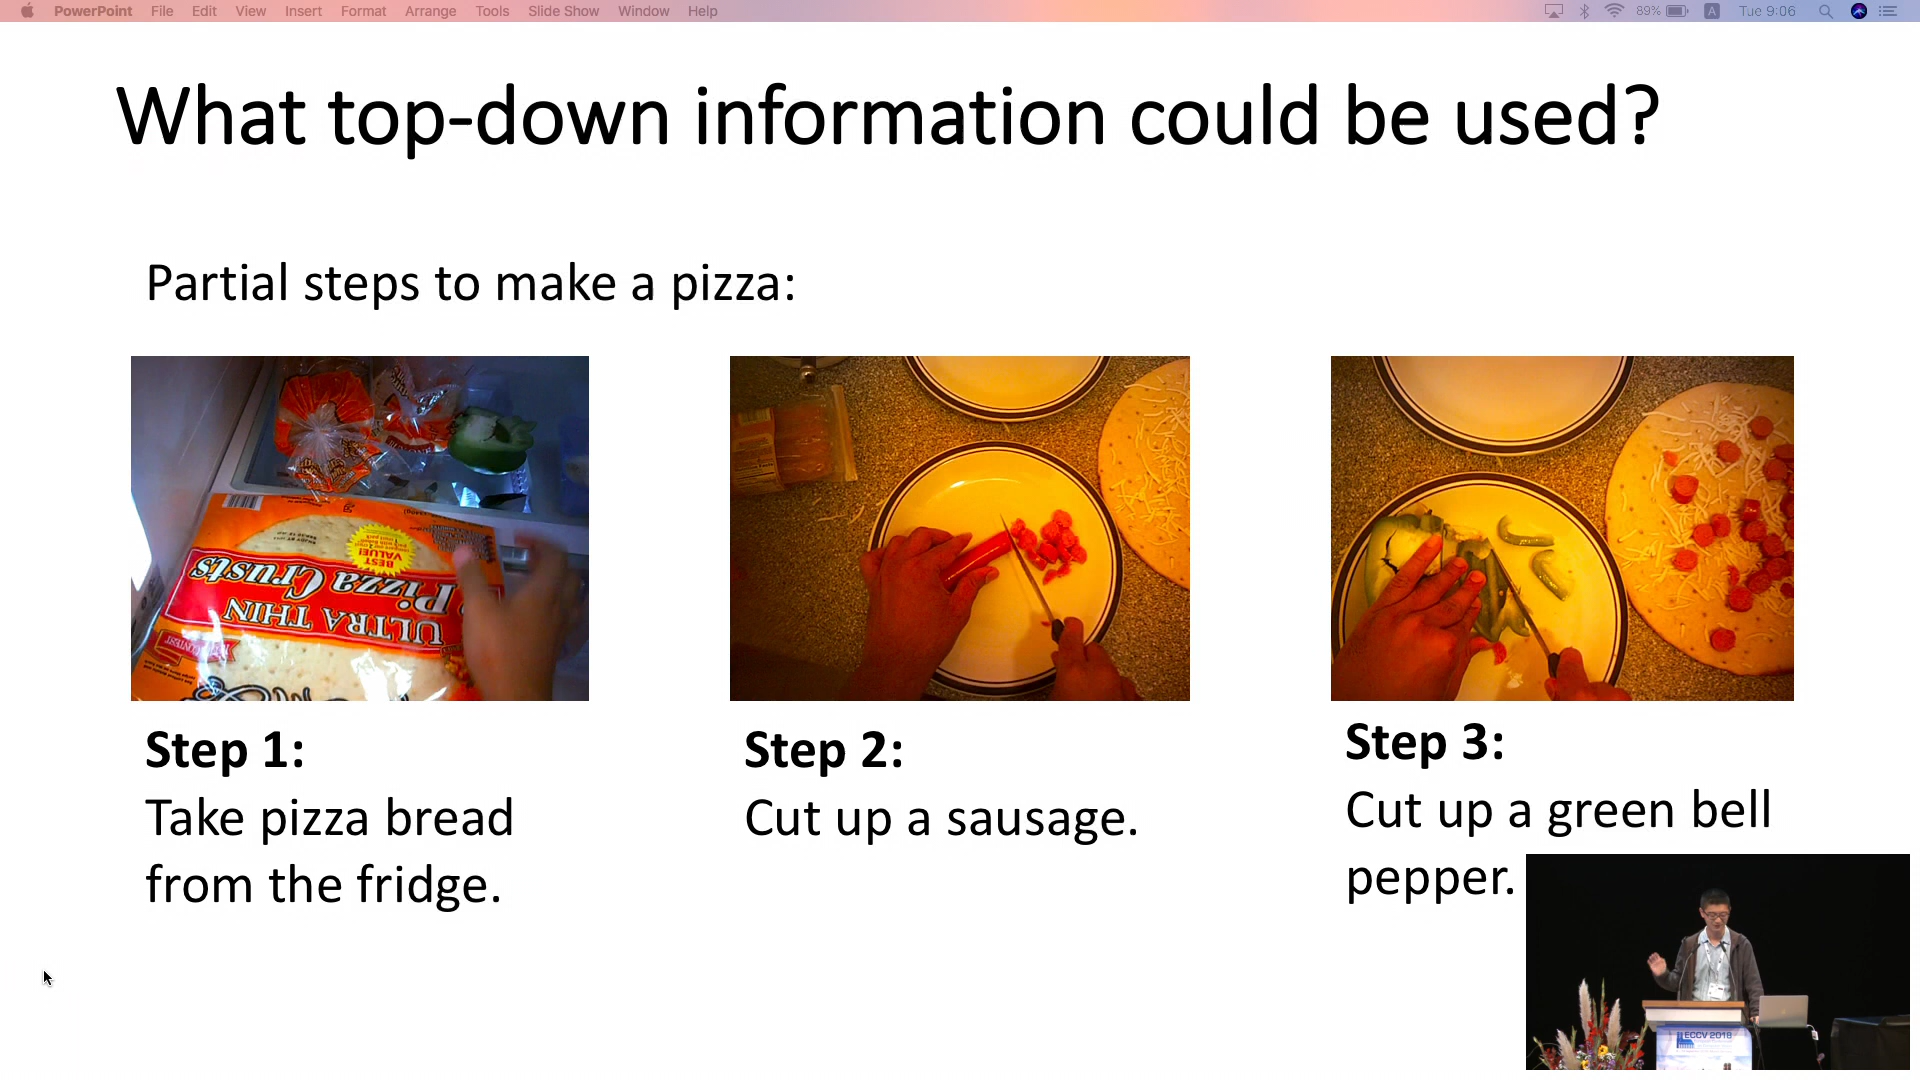 PowerPoint File Edit View Insert Format Arrange Tools Slide Show Window Help 89% A Tue 9:06
What top-down information could be used?
Partial steps to make a pizza:
BEST
VALUE!
Pizza Crusts
ULTRA THIN
Step 1:
Take pizza bread
from the fridge.
Step 2:
Cut up a sausage.
Step 3:
Cut up a green bell
pepper.
ECCV 2018